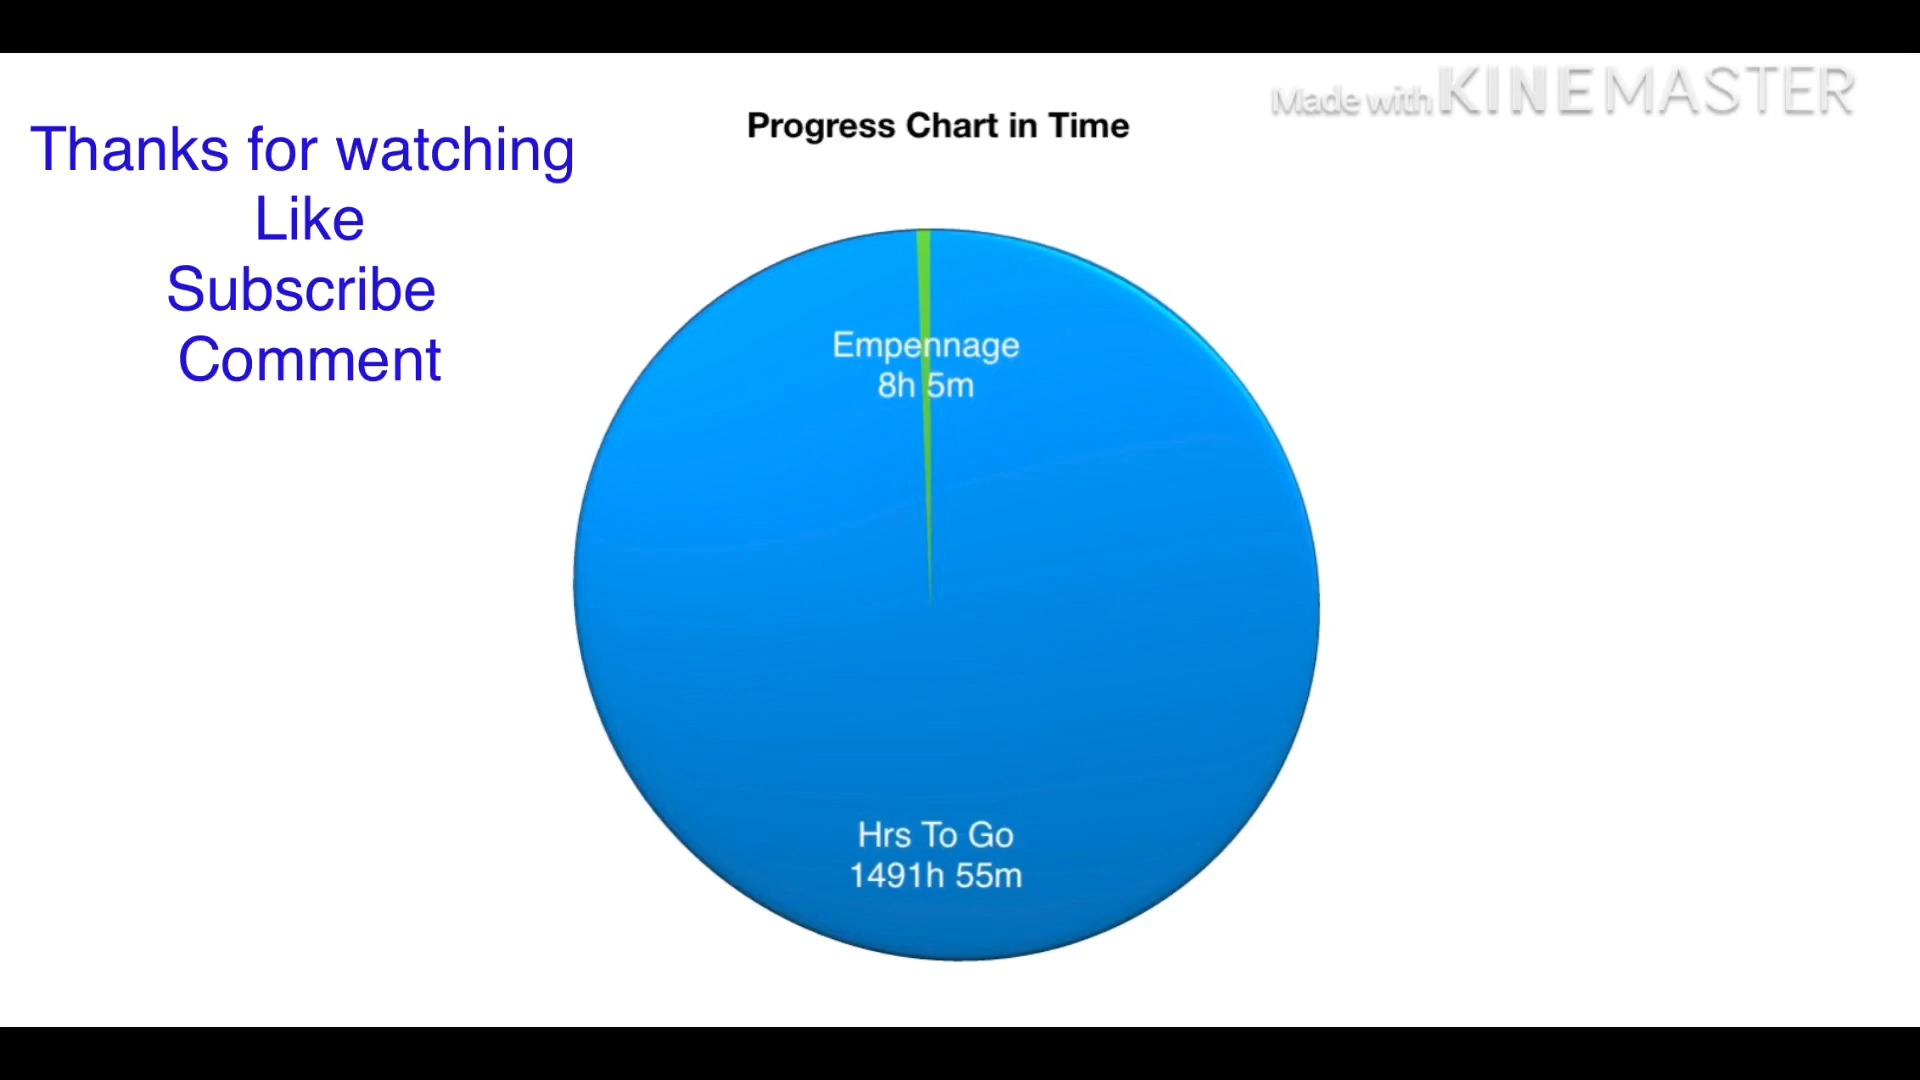 Made with KINEMASTER
Progress Chart in Time
Thanks for watching
Like
Subscribe
Comment
Empennage
8h 5m
Hrs To Go
1491h 55m